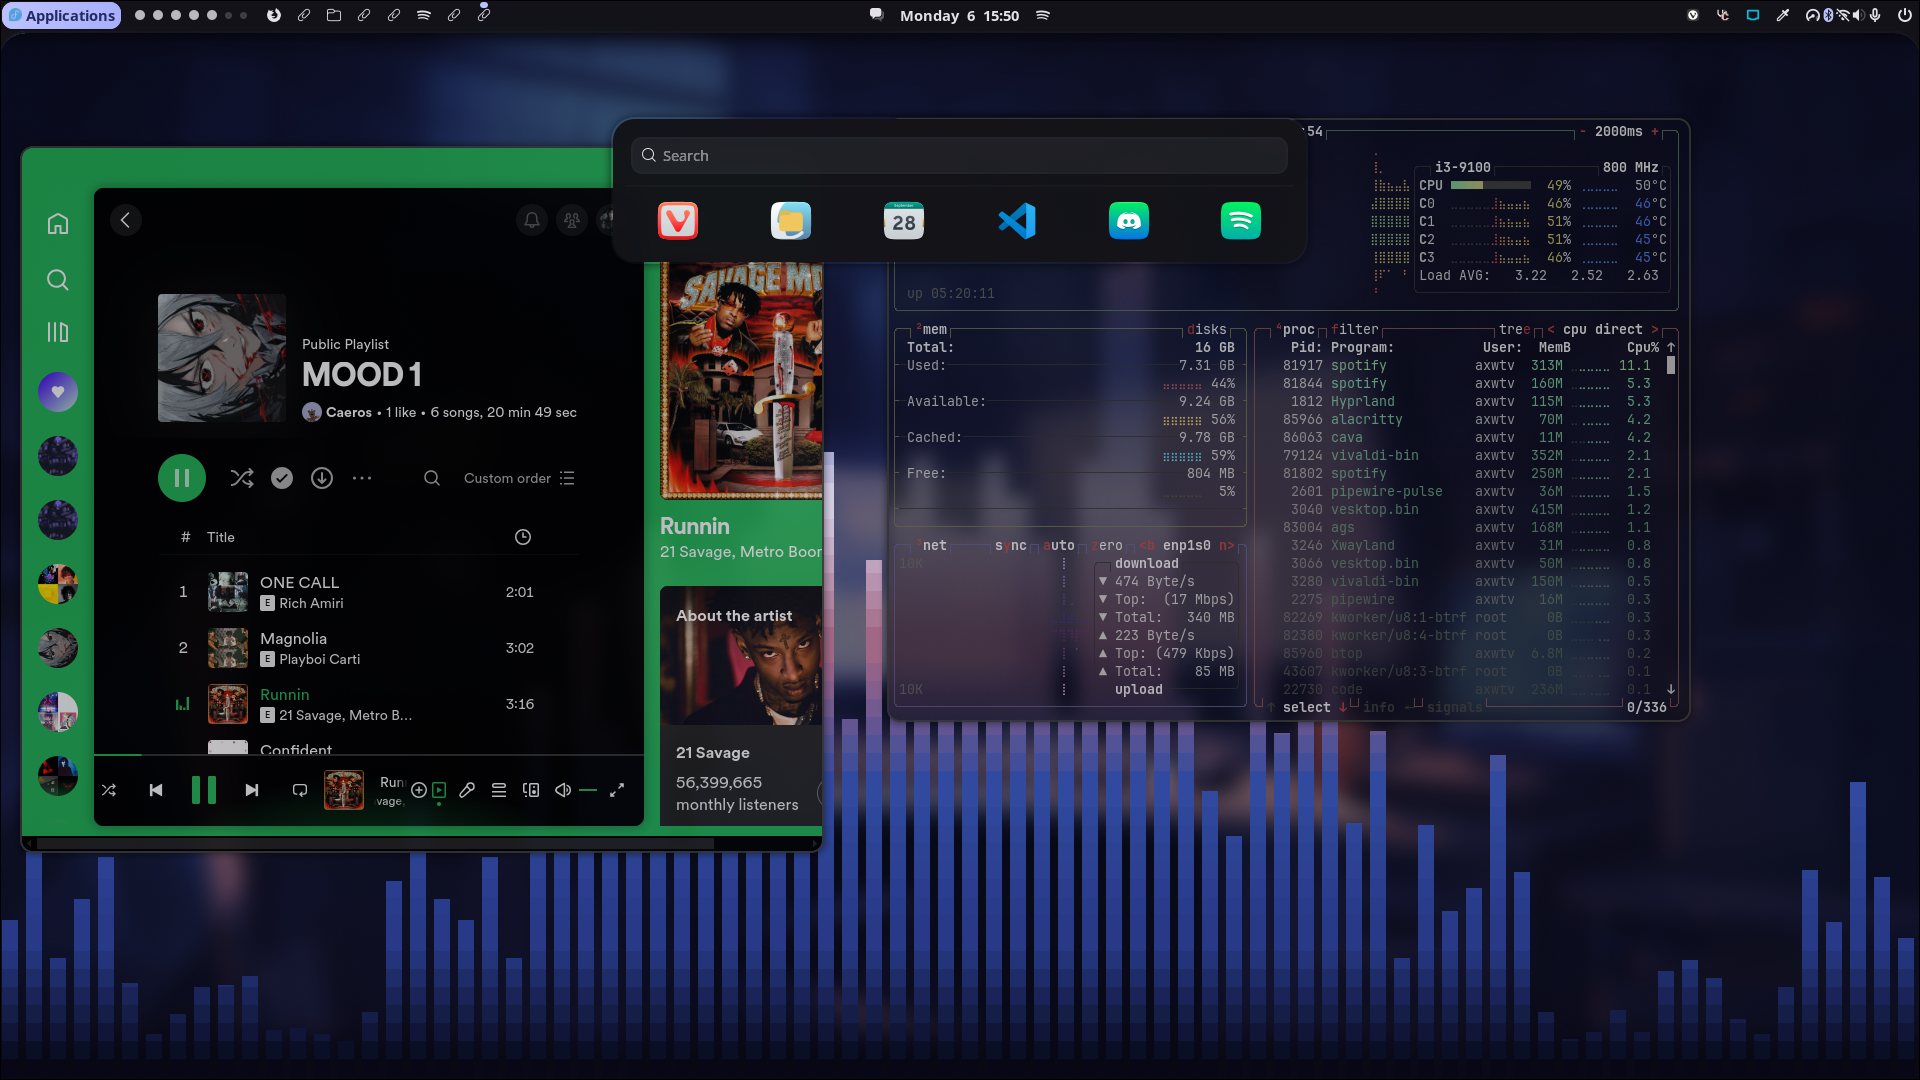 Applications
Monday 6 15:50
Search
September
28
:54
- 2000ms +
i3-9100 800 MHz
CPU 49% 50°C
C0 46% 46°C
C1 51% 46°C
C2 51% 45°C
C3 46% 45°C
Load AVG: 3.22 2.52 2.63
up 05:20:11
Public Playlist
MOOD 1
Caeros • 1 like • 6 songs, 20 min 49 sec
Custom order
# Title
1 ONE CALL 2:01
E Rich Amiri
2 Magnolia 3:02
E Playboi Carti
Runnin 3:16
E 21 Savage, Metro B...
Confident
Runn
vage,
SAVAGE MO
Runnin
21 Savage, Metro Boor
About the artist
21 Savage
56,399,665
monthly listeners
²mem disks
Total: 16 GB
Used: 7.31 GB
44%
Available: 9.24 GB
56%
Cached: 9.78 GB
59%
Free: 804 MB
5%
³net sync auto zero <b enp1s0 n>
10K download
▼ 474 Byte/s
▼ Top: (17 Mbps)
▼ Total: 340 MB
▲ 223 Byte/s
▲ Top: (479 Kbps)
▲ Total: 85 MB
10K upload
⁴proc filter tree < cpu direct >
Pid: Program: User: MemB Cpu% ↑
81917 spotify axwtv 313M 11.1
81844 spotify axwtv 160M 5.3
1812 Hyprland axwtv 115M 5.3
85966 alacritty axwtv 70M 4.2
86063 cava axwtv 11M 4.2
79124 vivaldi-bin axwtv 352M 2.1
81802 spotify axwtv 250M 2.1
2601 pipewire-pulse axwtv 36M 1.5
3040 vesktop.bin axwtv 415M 1.2
83004 ags axwtv 168M 1.1
3246 Xwayland axwtv 31M 0.8
3066 vesktop.bin axwtv 50M 0.8
3280 vivaldi-bin axwtv 150M 0.5
2275 pipewire axwtv 16M 0.3
82269 kworker/u8:1-btrf root 0B 0.3
82380 kworker/u8:4-btrf root 0B 0.3
85960 btop axwtv 6.8M 0.2
43607 kworker/u8:3-btrf root 0B 0.1
22730 code axwtv 236M 0.1 ↓
↑ select ↓ info ← signals 0/336